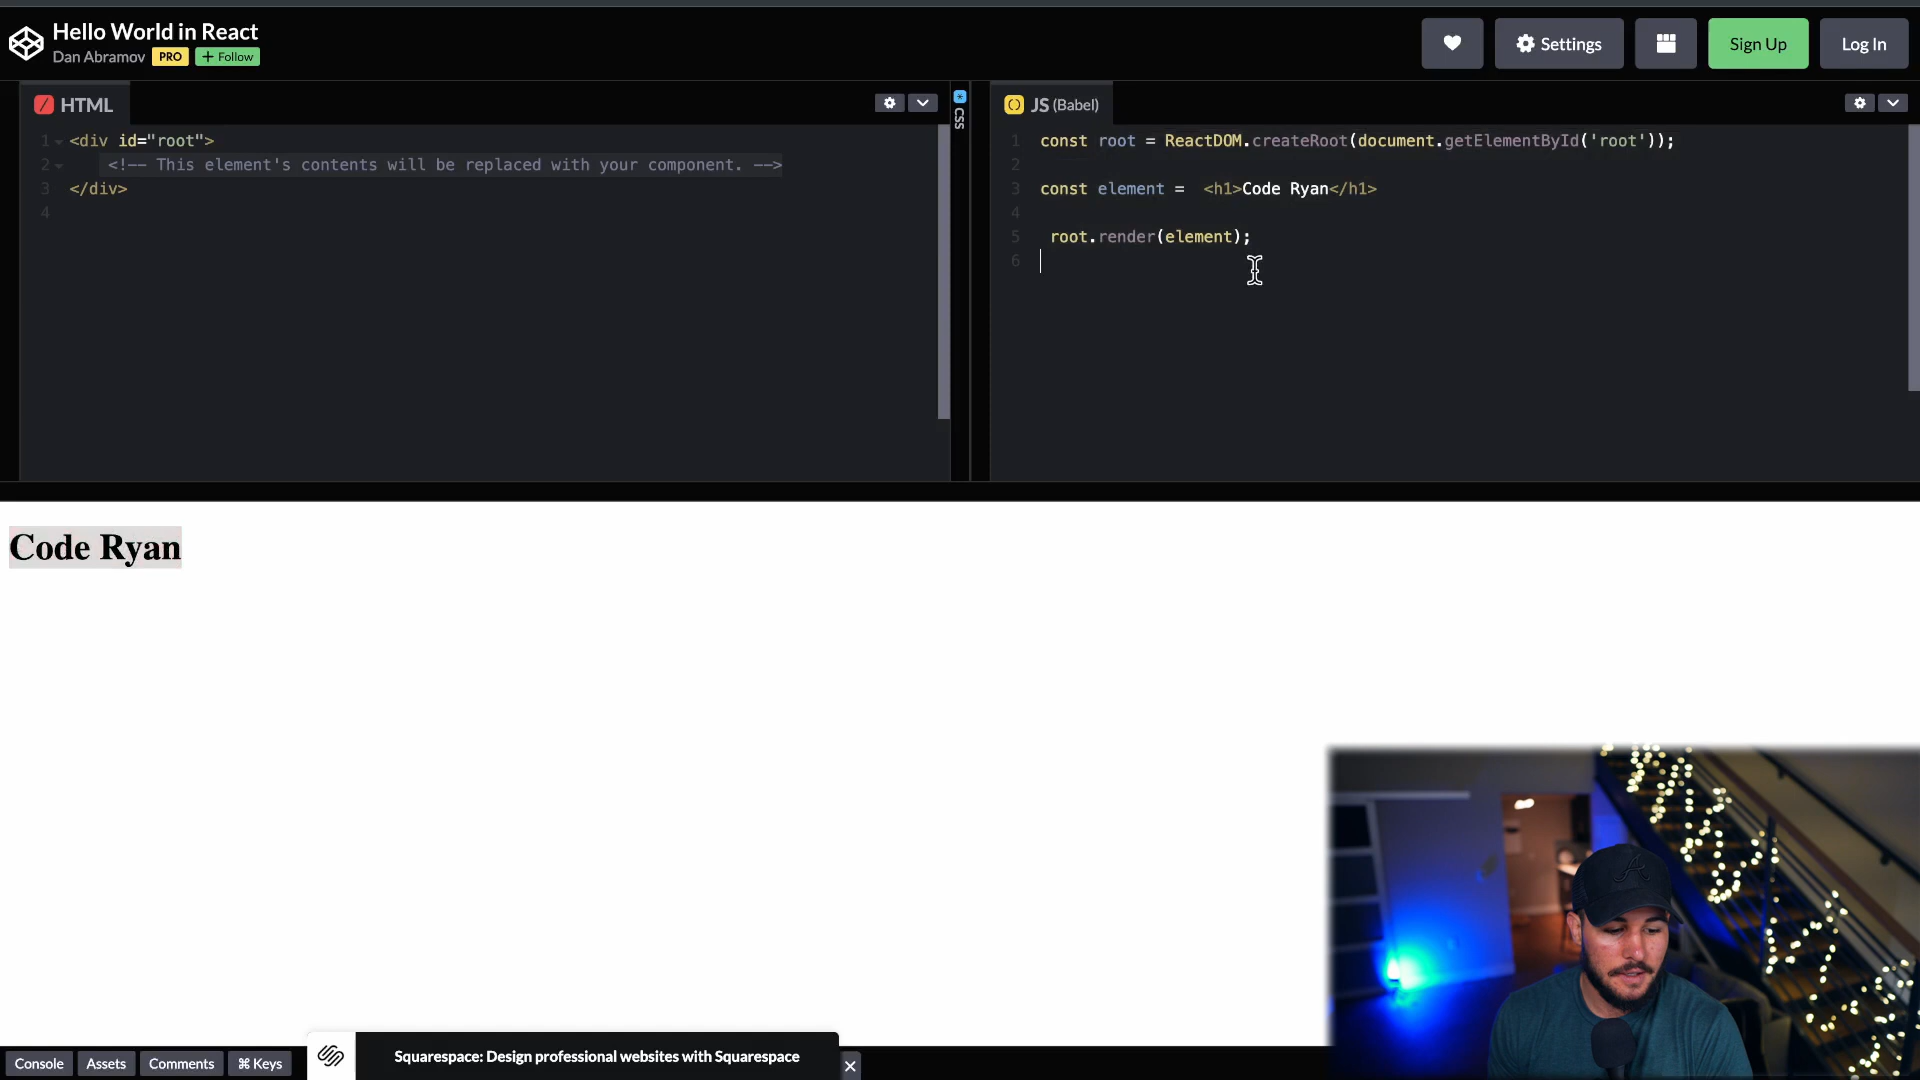 Hello World in React
Dan Abramov PRO + Follow
Settings
Sign Up
Log In
HTML
CSS
JS (Babel)
1 <div id="root">
2 <!-- This element's contents will be replaced with your component. -->
3 </div>
4
1 const root = ReactDOM.createRoot(document.getElementById('root'));
2
3 const element =  <h1>Code Ryan</h1>
4
5 root.render(element);
6
Code Ryan
Console
Assets
Comments
⌘ Keys
Squarespace: Design professional websites with Squarespace